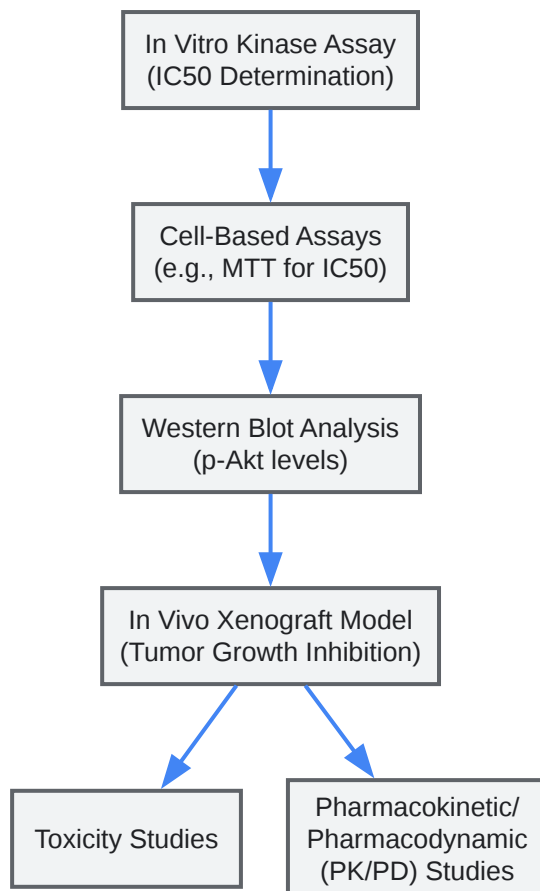 In Vitro Kinase Assay
(IC50 Determination)
Cell-Based Assays
(e.g., MTT for IC50)
Western Blot Analysis
(p-Akt levels)
In Vivo Xenograft Model
(Tumor Growth Inhibition)
Toxicity Studies
Pharmacokinetic/
Pharmacodynamic
(PK/PD) Studies